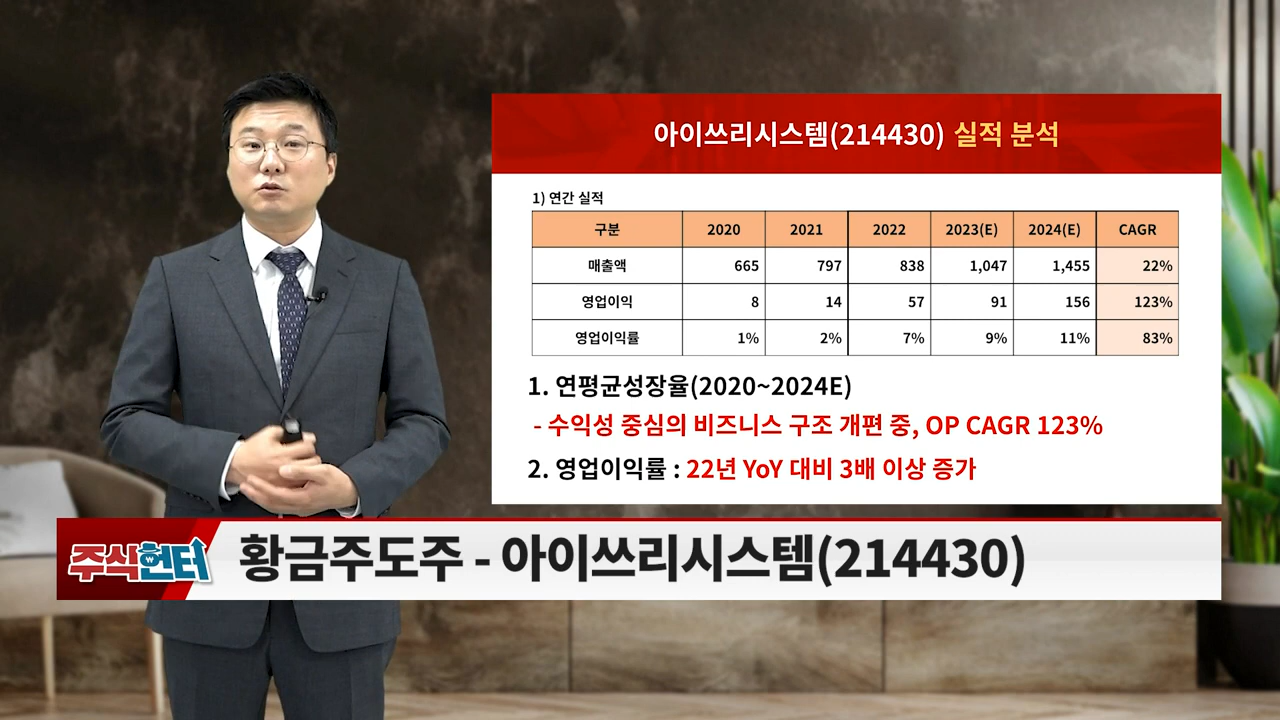 아이쓰리시스템(214430) 실적 분석
1) 연간 실적
구분 2020 2021 2022 2023(E) 2024(E) CAGR
매출액 665 797 838 1,047 1,455 22%
영업이익 8 14 57 91 156 123%
영업이익률 1% 2% 7% 9% 11% 83%
1. 연평균성장율(2020~2024E)
- 수익성 중심의 비즈니스 구조 개편 중, OP CAGR 123%
2. 영업이익률 : 22년 YoY 대비 3배 이상 증가
주식헌터 황금주도주 - 아이쓰리시스템(214430)